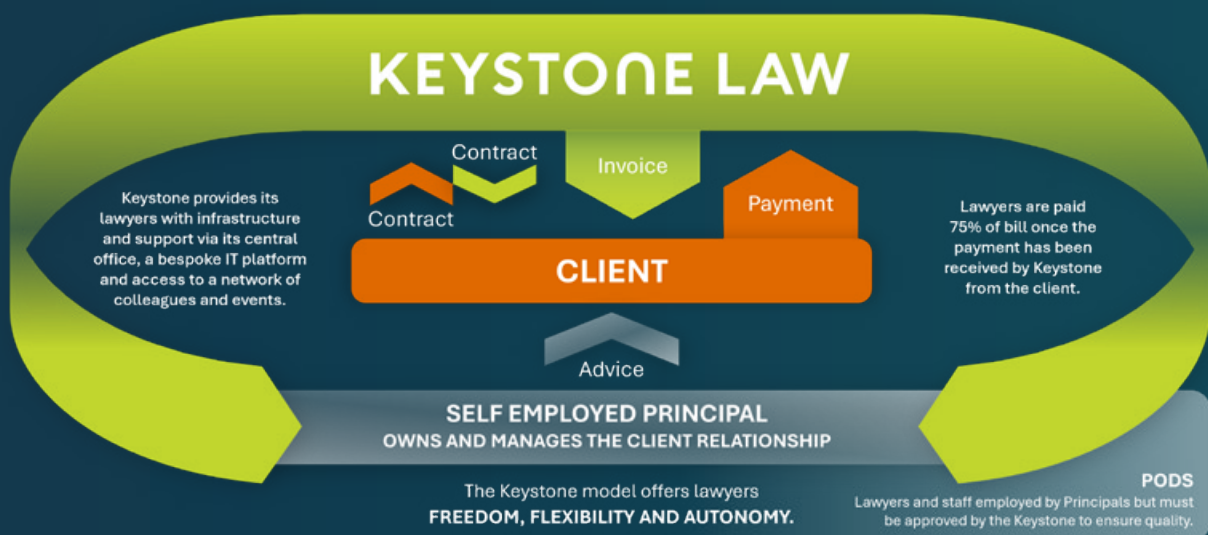 KEYSTONE LAW
Contract
Contract
Invoice
Payment
Keystone provides its
lawyers with infrastructure
and support via its central
office, a bespoke IT platform
and access to a network of
colleagues and events.
CLIENT
Lawyers are paid
75% of bill once the
payment has been
received by Keystone
from the client.
Advice
SELF EMPLOYED PRINCIPAL
OWNS AND MANAGES THE CLIENT RELATIONSHIP
The Keystone model offers lawyers
FREEDOM, FLEXIBILITY AND AUTONOMY.
PODS
Lawyers and staff employed by Principals but must
be approved by the Keystone to ensure quality.